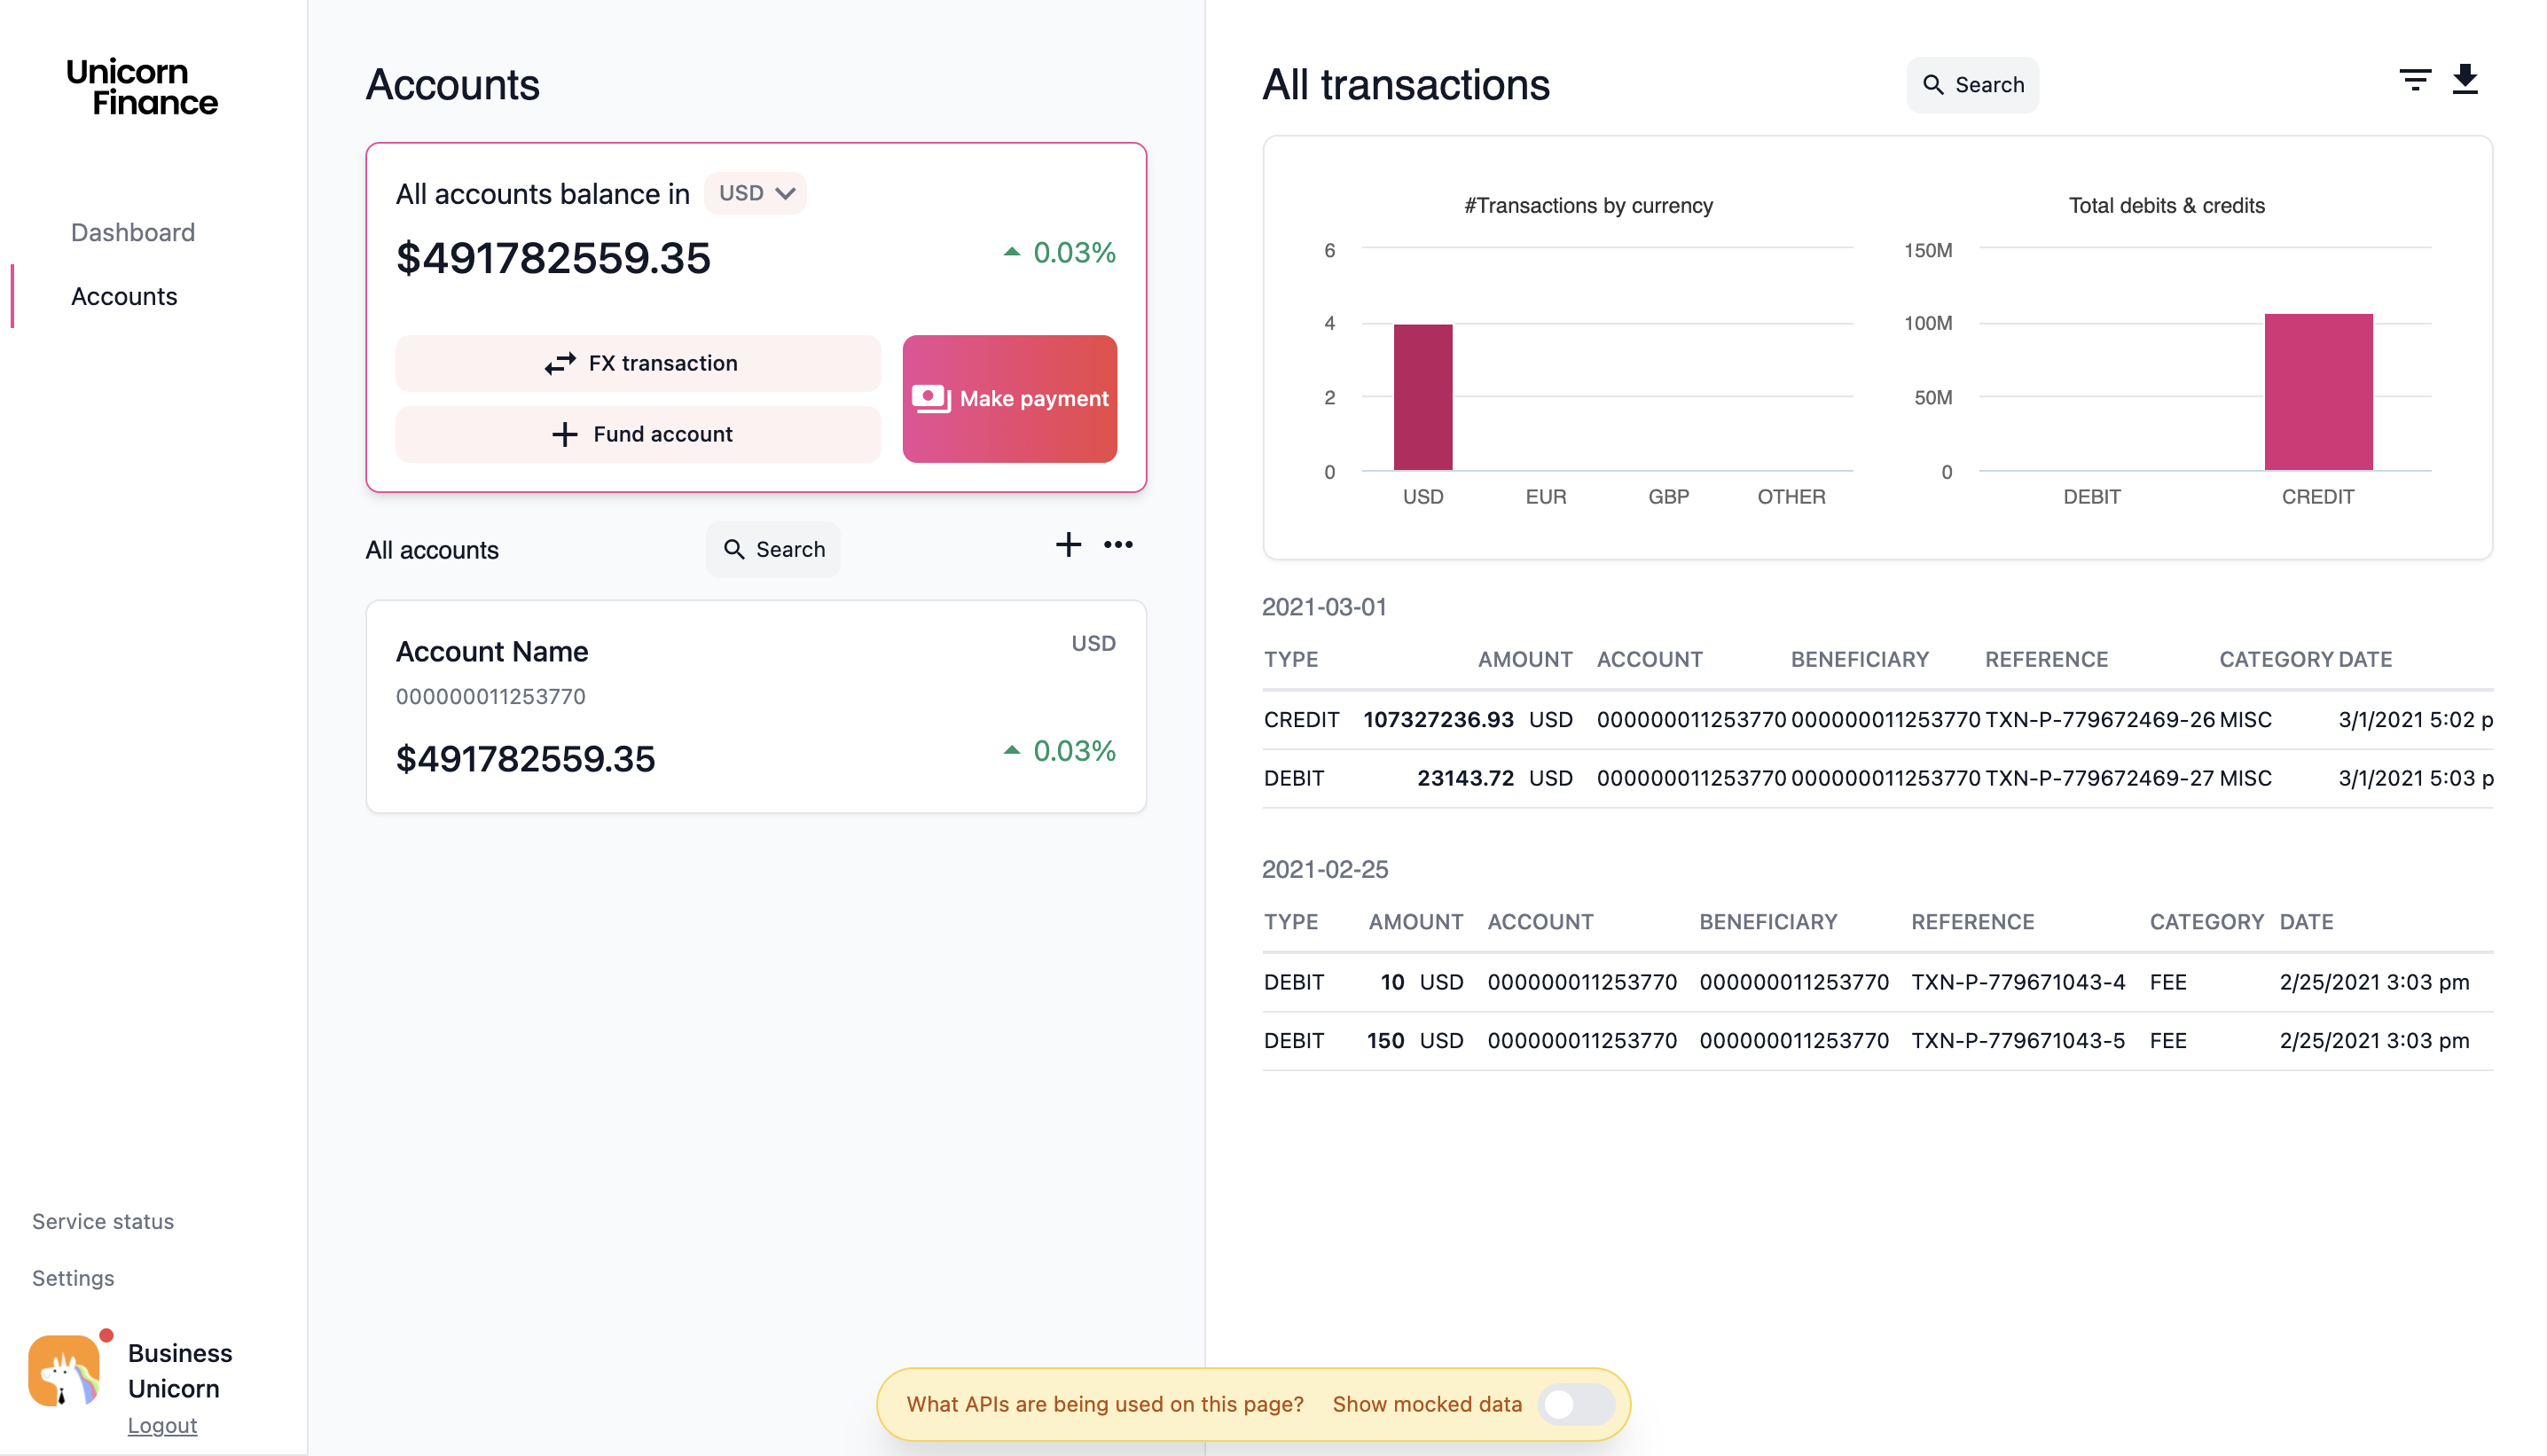 Unicorn
Finance
Dashboard
Accounts
Service status
Settings
Business
Unicorn
Logout
Accounts
All accounts balance in USD
$491782559.35 0.03%
FX transaction
Fund account
Make payment
All accounts Search
Account Name USD
000000011253770
$491782559.35 0.03%
All transactions Search
#Transactions by currency
6
4
2
0
USD EUR GBP OTHER
Total debits & credits
150M
100M
50M
0
DEBIT CREDIT
2021-03-01
TYPE AMOUNT ACCOUNT BENEFICIARY REFERENCE CATEGORY DATE
CREDIT 107327236.93 USD 000000011253770 000000011253770 TXN-P-779672469-26 MISC 3/1/2021 5:02 p
DEBIT 23143.72 USD 000000011253770 000000011253770 TXN-P-779672469-27 MISC 3/1/2021 5:03 p
2021-02-25
TYPE AMOUNT ACCOUNT BENEFICIARY REFERENCE CATEGORY DATE
DEBIT 10 USD 000000011253770 000000011253770 TXN-P-779671043-4 FEE 2/25/2021 3:03 pm
DEBIT 150 USD 000000011253770 000000011253770 TXN-P-779671043-5 FEE 2/25/2021 3:03 pm
What APIs are being used on this page? Show mocked data